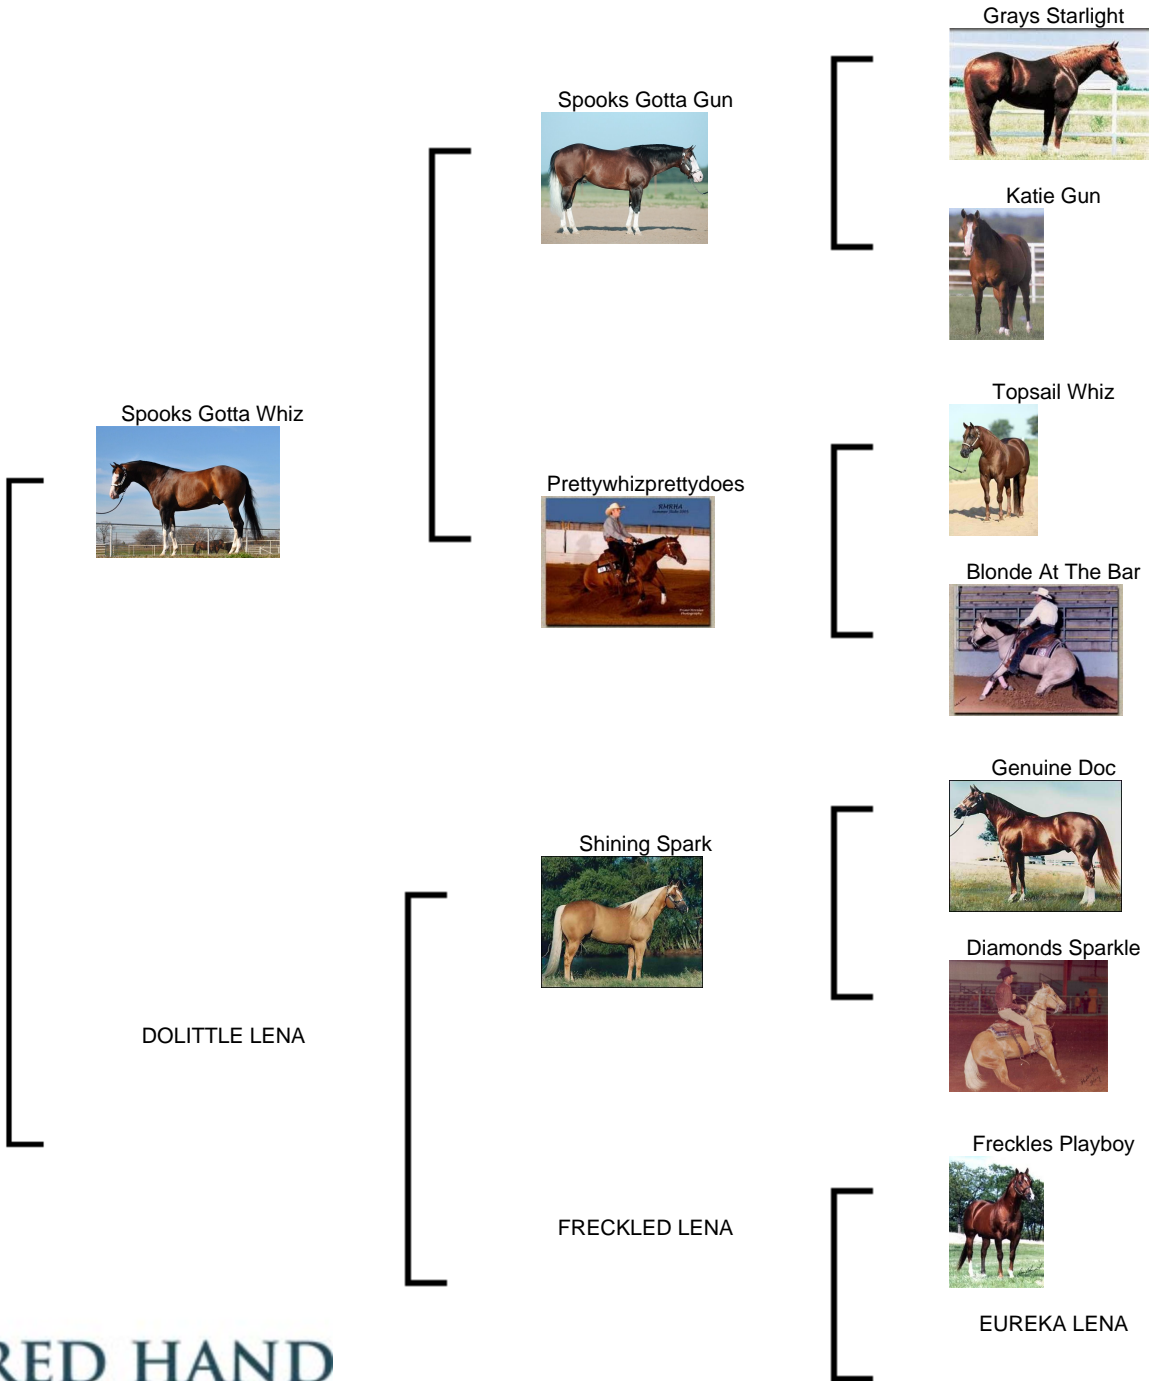 Grays Starlight
Spooks Gotta Gun
Katie Gun
Topsail Whiz
Spooks Gotta Whiz
Prettywhizprettydoes
Blonde At The Bar
Genuine Doc
Shining Spark
Diamonds Sparkle
DOLITTLE LENA
Freckles Playboy
FRECKLED LENA
EUREKA LENA
RED HAND